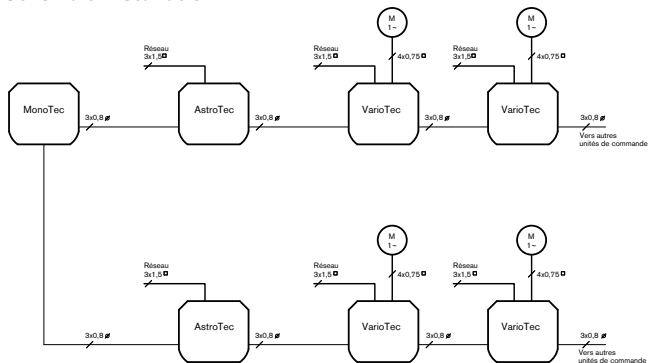 M
1~
M
1~
Réseau
3x1,5
Réseau
3x1,5
4x0,75
Réseau
3x1,5
4x0,75
MonoTec
AstroTec
VarioTec
VarioTec
3x0,8 ø
3x0,8 ø
3x0,8 ø
3x0,8 ø
Vers autres
unités de commande
M
1~
M
1~
Réseau
3x1,5
Réseau
3x1,5
4x0,75
Réseau
3x1,5
4x0,75
AstroTec
VarioTec
VarioTec
3x0,8 ø
3x0,8 ø
3x0,8 ø
3x0,8 ø
Vers autres
unités de commande